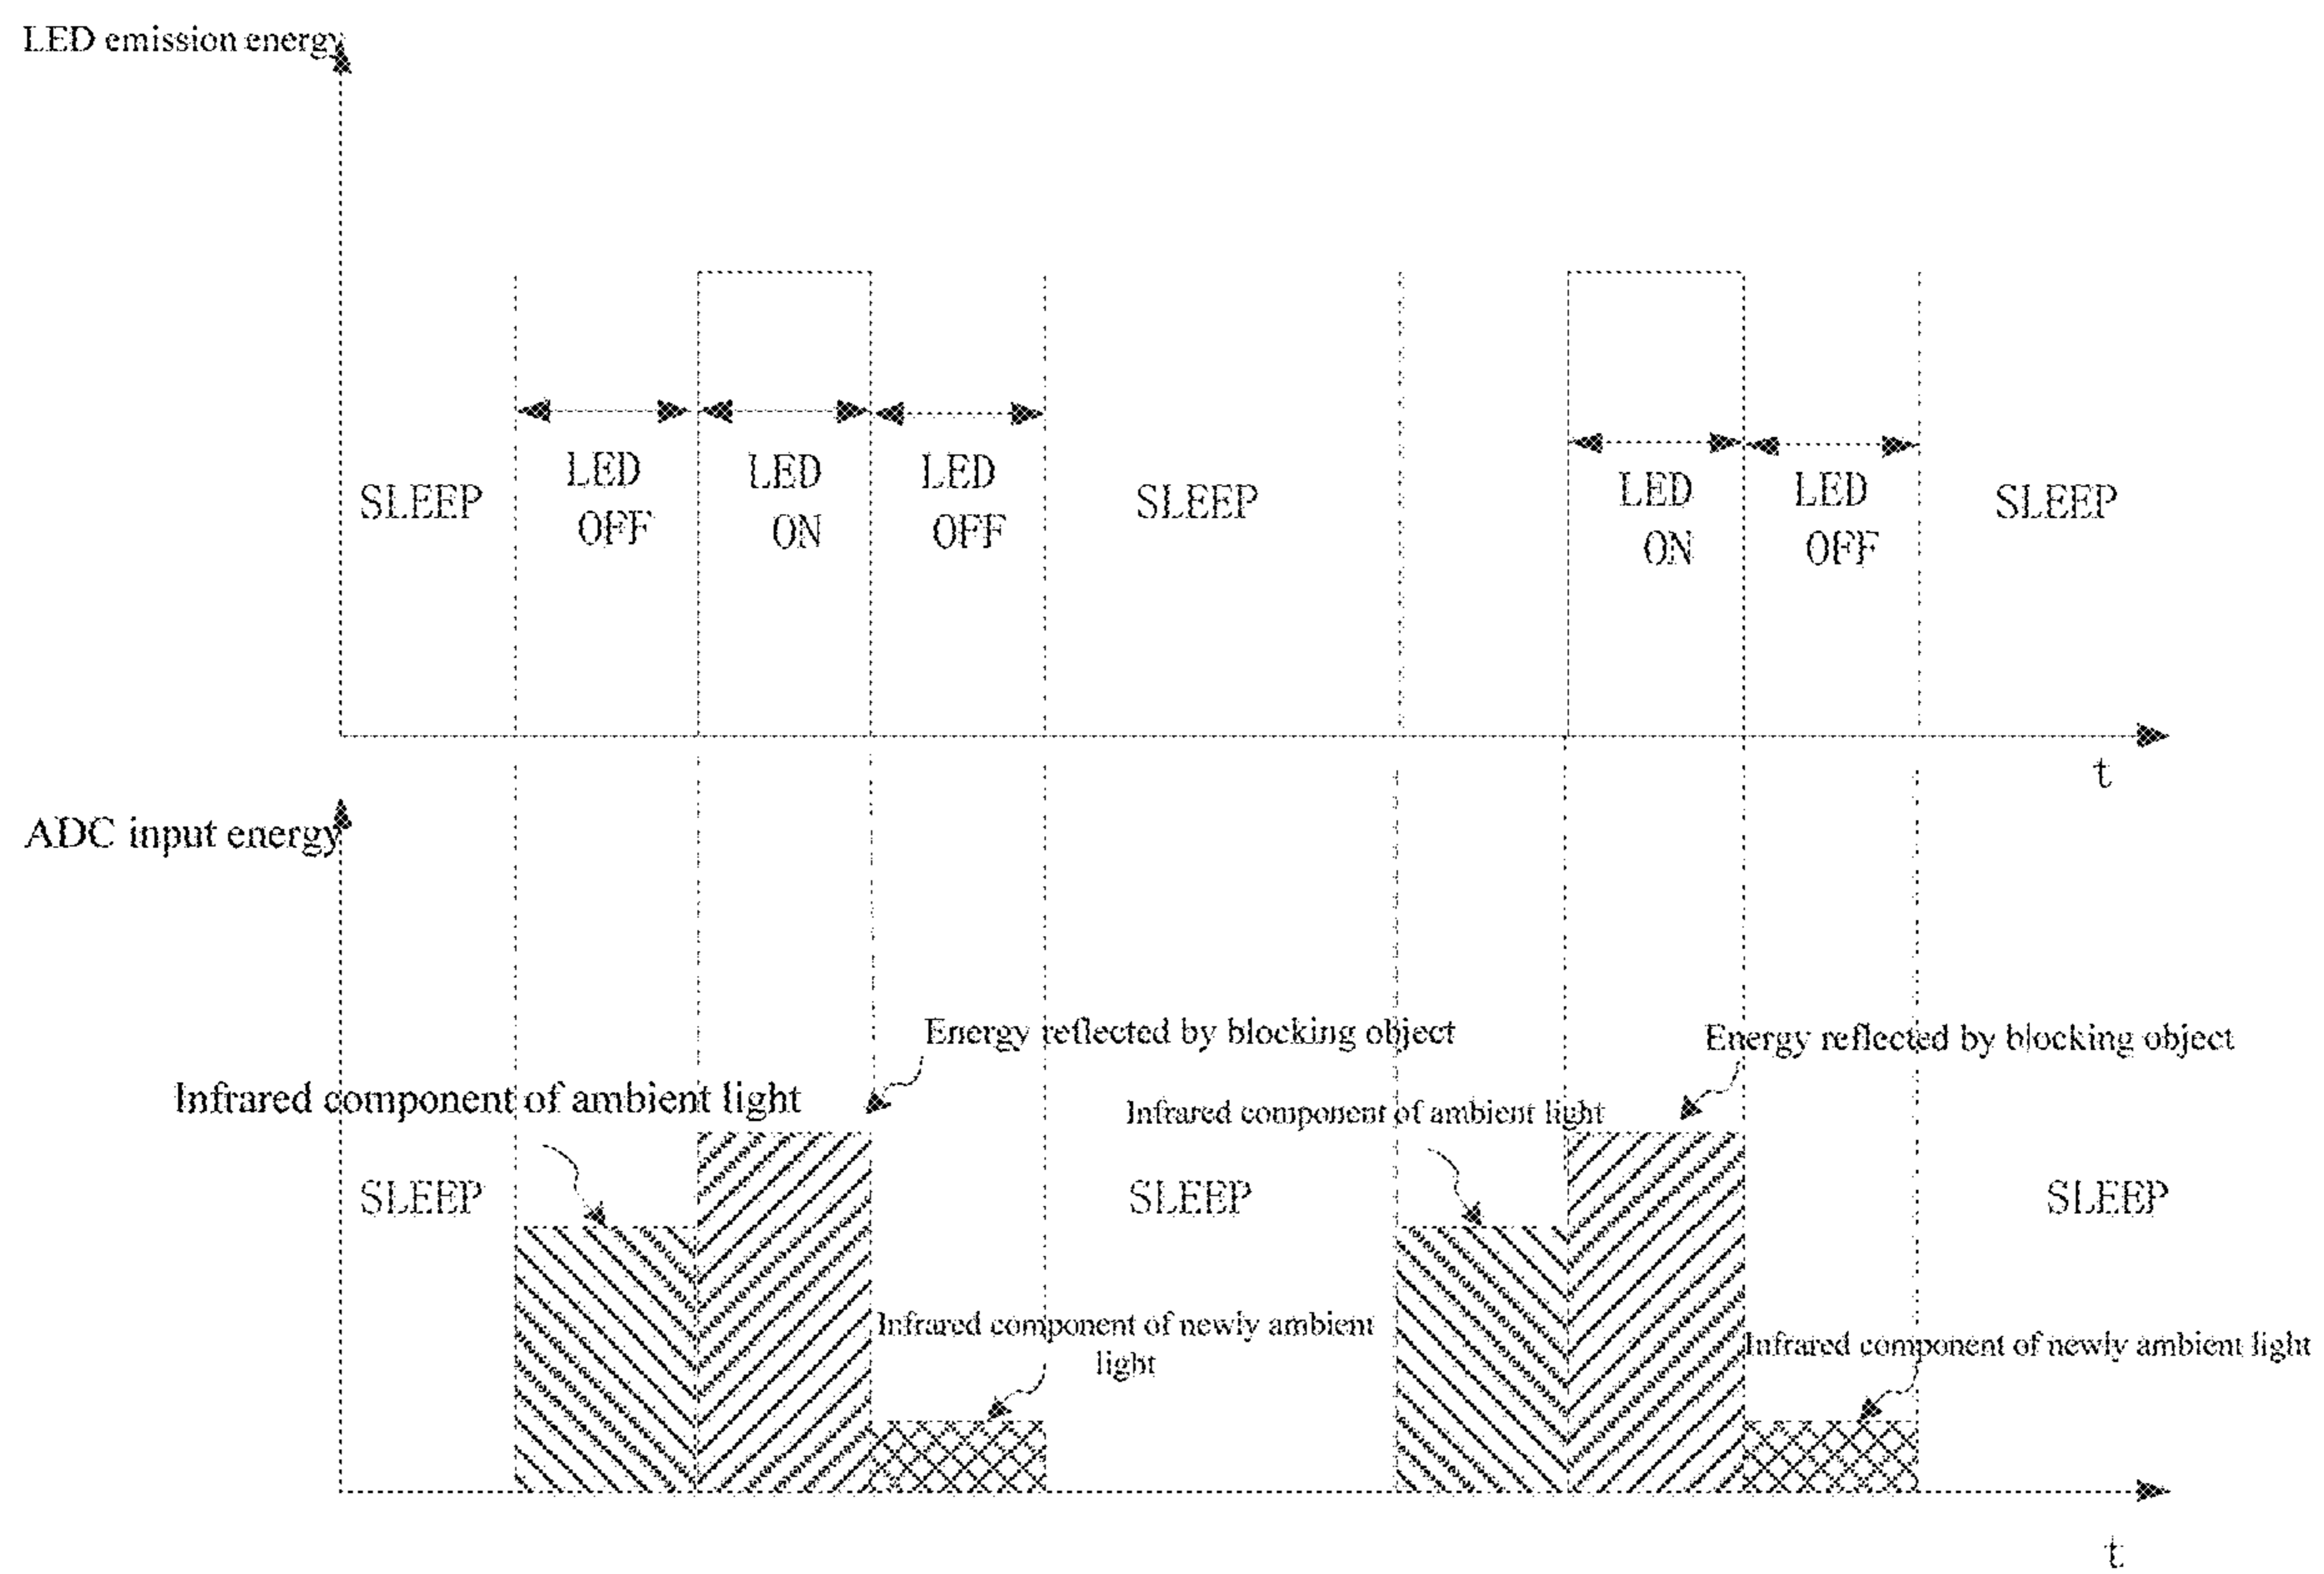 LED emission energy
LED
OFF
LED
ON
LED
OFF
LED
ON
LED
OFF
SLEEP
SLEEP
SLEEP
t
ADC input energy
Energy reflected by blocking object
Energy reflected by blocking object
Infrared component of ambient light
Infrared component of ambient light
SLEEP
SLEEP
SLEEP
Infrared component of newly ambient
light
Infrared component of newly ambient light
t